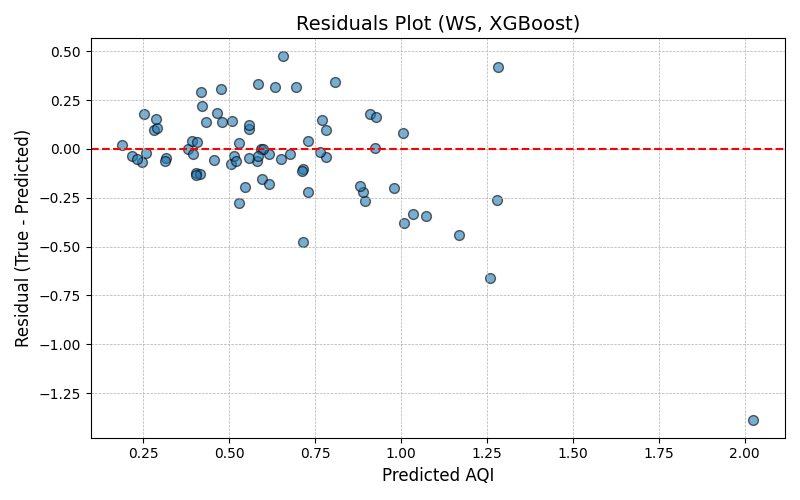 Residuals Plot (WS, XGBoost)
Residual (True - Predicted)
0.50
0.25
0.00
−0.25
−0.50
−0.75
−1.00
−1.25
0.25 0.50 0.75 1.00 1.25 1.50 1.75 2.00
Predicted AQI